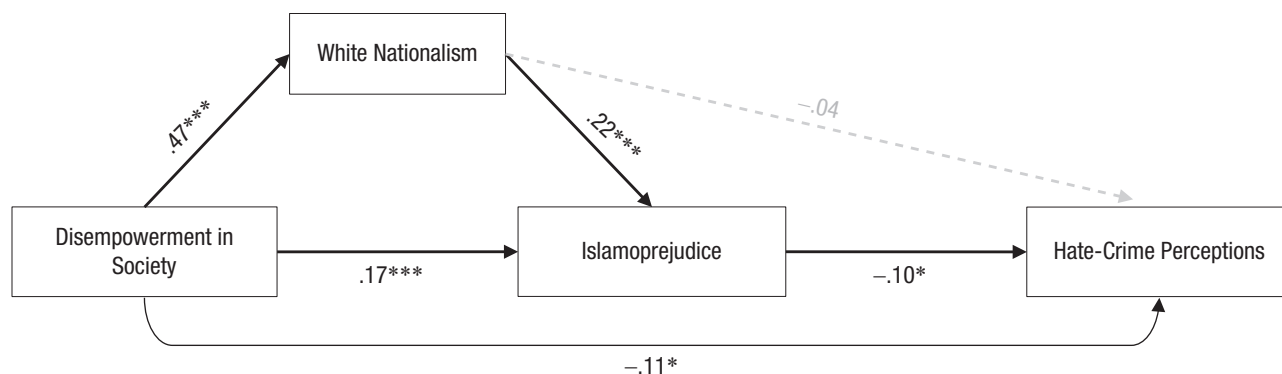 White Nationalism
–.04
.47***
.22***
Disempowerment in
Society
Islamoprejudice
Hate-Crime Perceptions
.17***
–.10*
–.11*